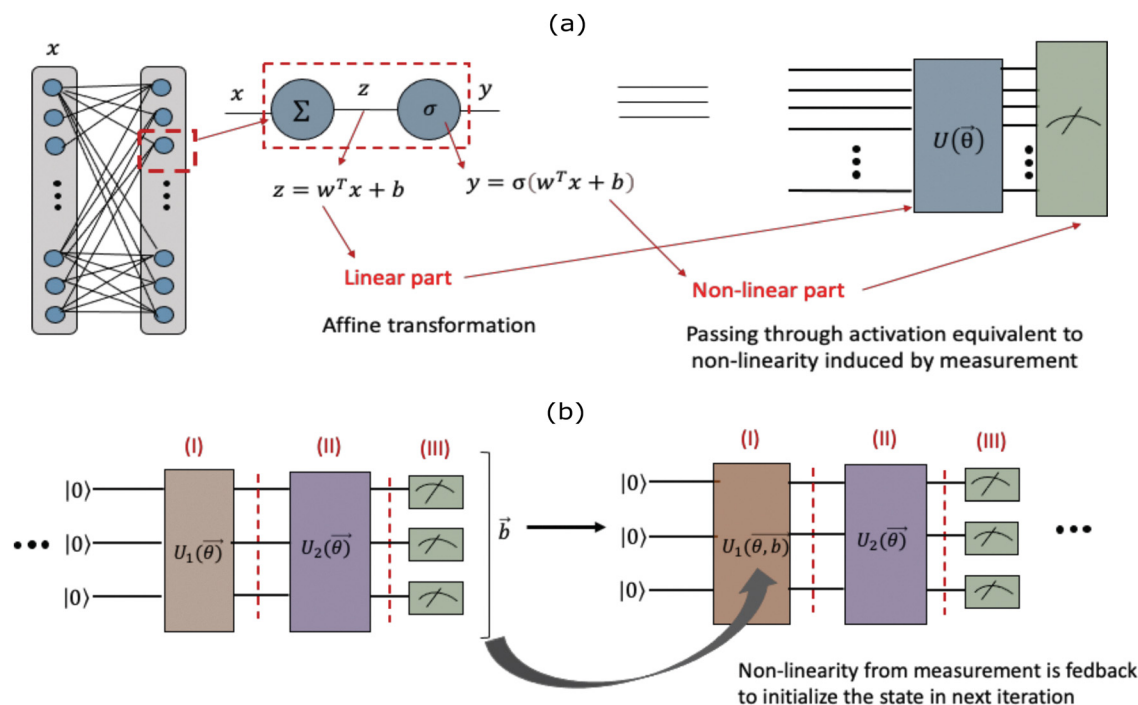 (a)
x
x Σ z σ y
z = wᵀx + b
y = σ(wᵀx + b)
U(θ⃗)
Linear part
Non-linear part
Affine transformation
Passing through activation equivalent to
non-linearity induced by measurement
(b)
(I) (II) (III)
|0⟩
|0⟩ U₁(θ⃗) U₂(θ⃗)
|0⟩
b⃗
(I) (II) (III)
|0⟩
|0⟩ U₁(θ, b) U₂(θ⃗)
|0⟩
Non-linearity from measurement is fedback
to initialize the state in next iteration